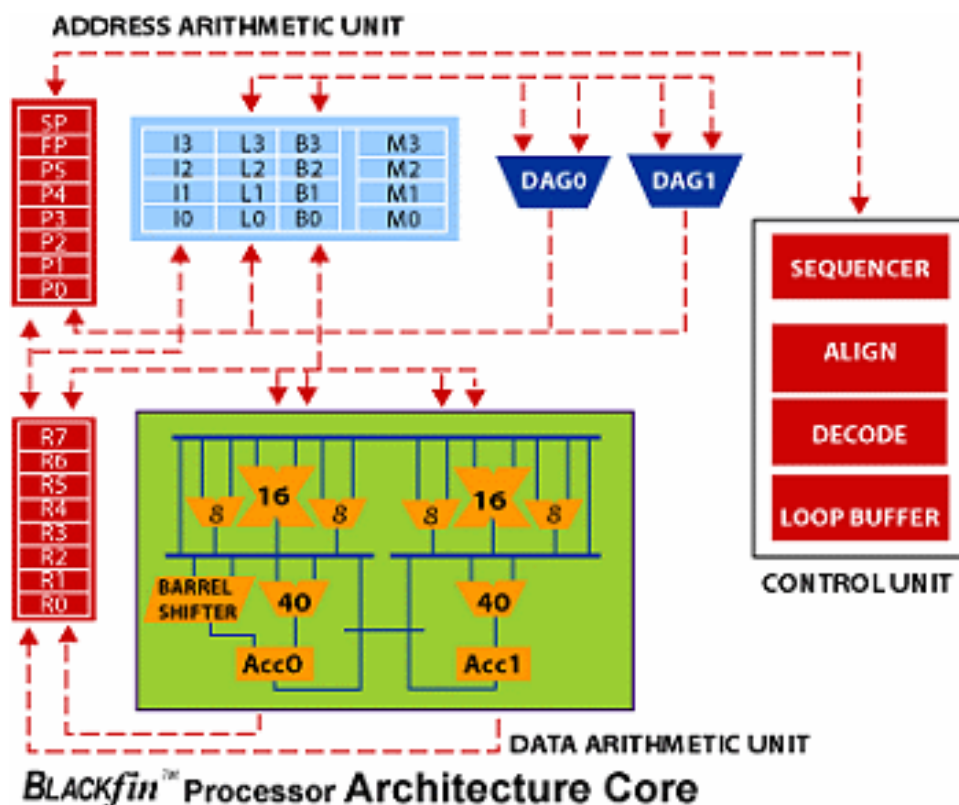 ADDRESS ARITHMETIC UNIT
SP
FP
P5
P4
P3
P2
P1
P0
I3 L3 B3 M3
I2 L2 B2 M2
I1 L1 B1 M1
I0 L0 B0 M0
DAG0 DAG1
SEQUENCER
ALIGN
DECODE
LOOP BUFFER
CONTROL UNIT
R7
R6
R5
R4
R3
R2
R1
R0
8 16 8 8 16 8
BARREL
SHIFTER
40 40
Acc0 Acc1
DATA ARITHMETIC UNIT
BLACKfin™ Processor Architecture Core